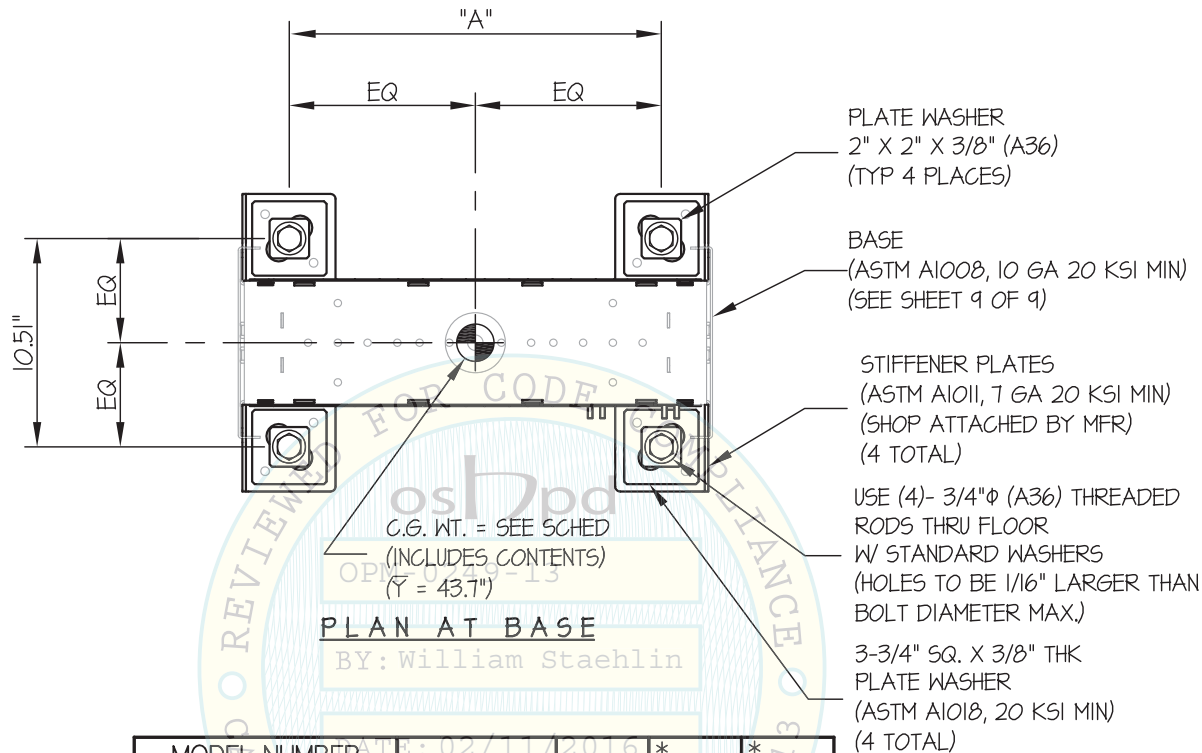 "A"
EQ EQ
PLATE WASHER
2" X 2" X 3/8" (A36)
(TYP 4 PLACES)
BASE
(ASTM A1008, 10 GA 20 KSI MIN)
(SEE SHEET 9 OF 9)
10.51"
EQ
EQ
STIFFENER PLATES
(ASTM A1011, 7 GA 20 KSI MIN)
(SHOP ATTACHED BY MFR)
(4 TOTAL)
USE (4)- 3/4"Φ (A36) THREADED
RODS THRU FLOOR
W/ STANDARD WASHERS
(HOLES TO BE 1/16" LARGER THAN
BOLT DIAMETER MAX.)
3-3/4" SQ. X 3/8" THK
PLATE WASHER
(ASTM A1018, 20 KSI MIN)
(4 TOTAL)
REVIEWED FOR CODE COMPLIANCE
oshpd
C.G. WT. = SEE SCHED
(INCLUDES CONTENTS)
OPM-0249-13
(Y̅ = 43.7")
PLAN AT BASE
BY: William Staehlin
DATE: 02/11/2016
MODEL NUMBER * *